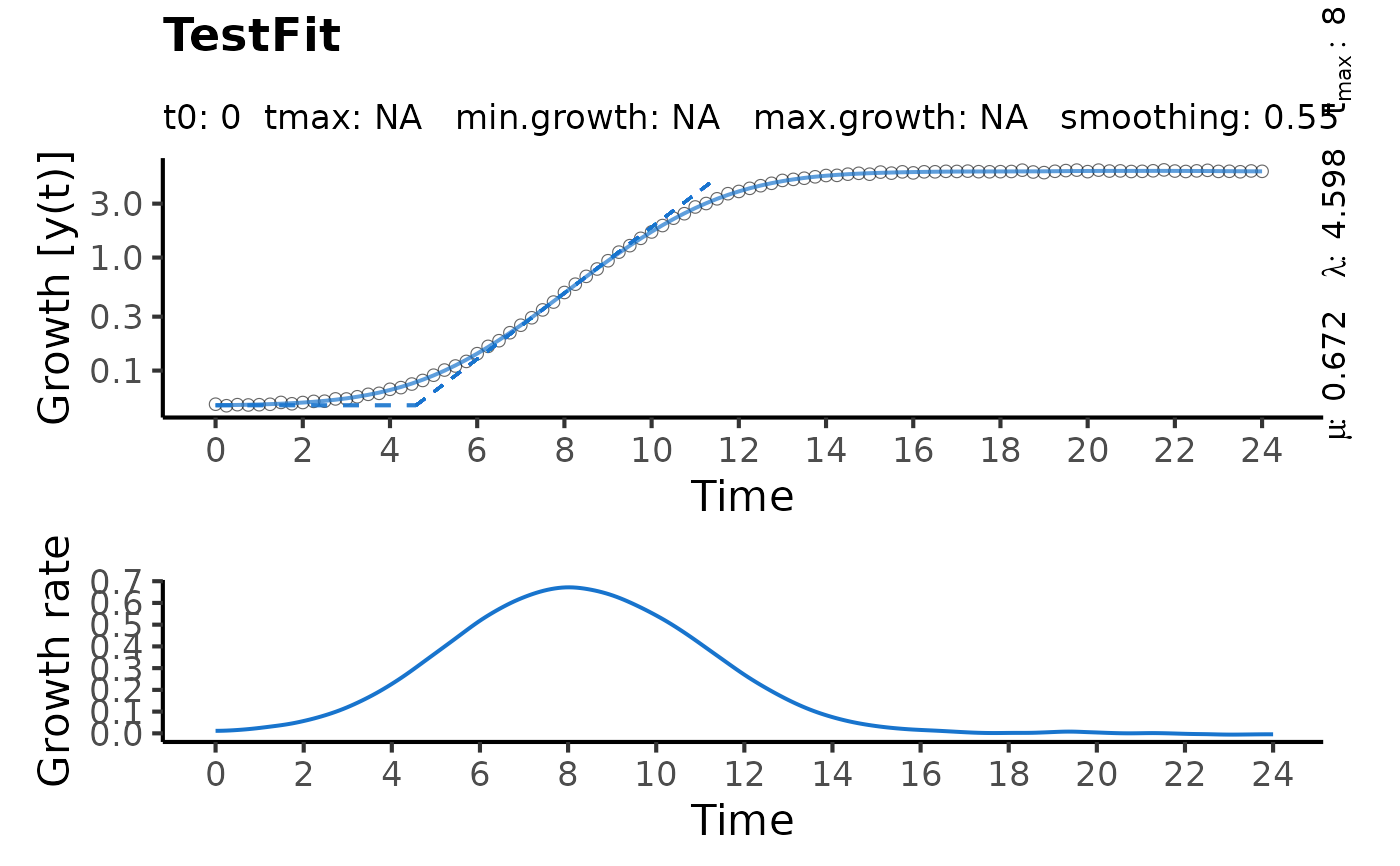 TestFit
t0: 0 tmax: NA min.growth: NA max.growth: NA smoothing: 0.55
Growth [y(t)]
3.0
1.0
0.3
0.1
0 2 4 6 8 10 12 14 16 18 20 22 24
Time
μ: 0.672 λ: 4.598 tmax: 8
Growth rate
0.7
0.6
0.5
0.4
0.3
0.2
0.1
0.0
0 2 4 6 8 10 12 14 16 18 20 22 24
Time